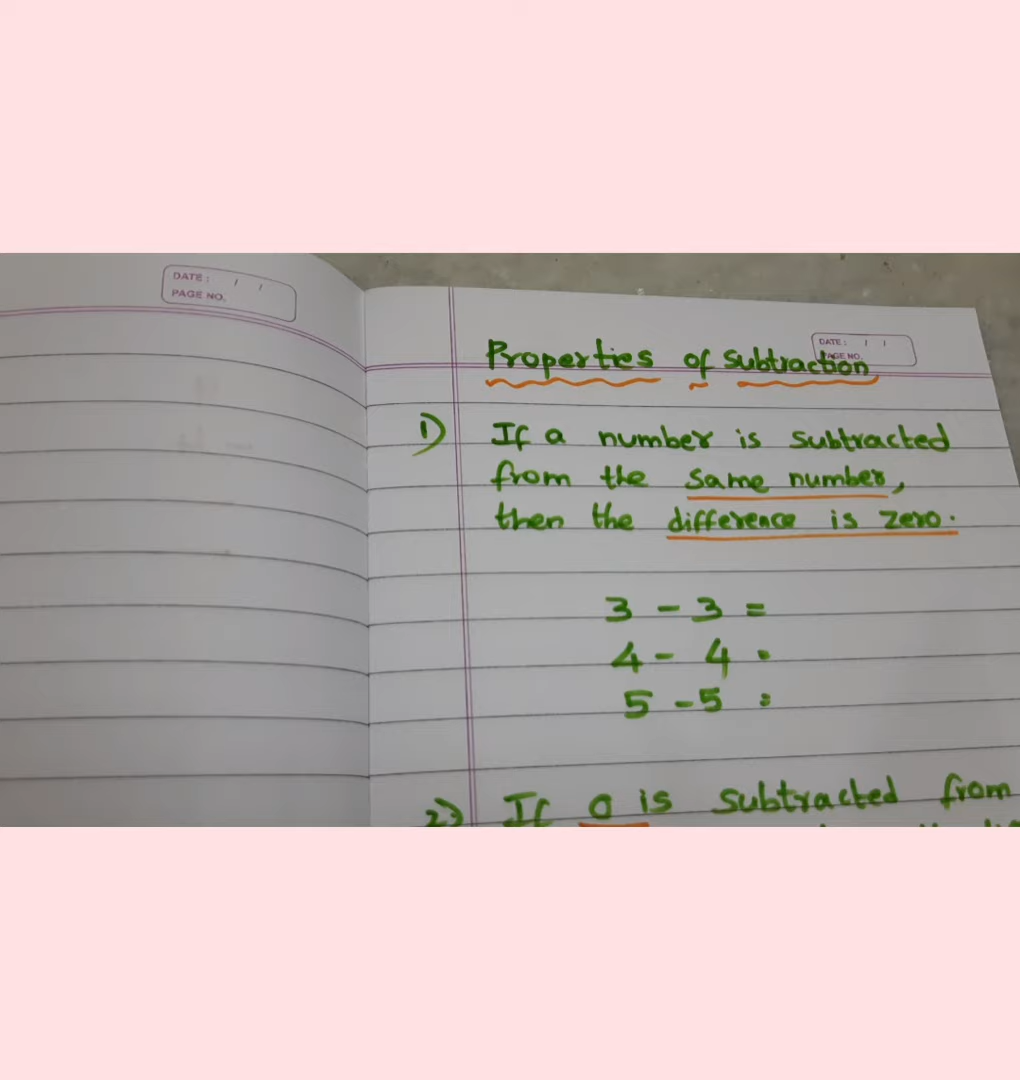 DATE : / /
PAGE NO.
DATE : / /
PAGE NO.
Properties of subtraction
1) If a number is subtracted
from the same number,
then the difference is zero.
3 - 3 =
4 - 4 =
5 - 5 =
2) If 0 is subtracted from